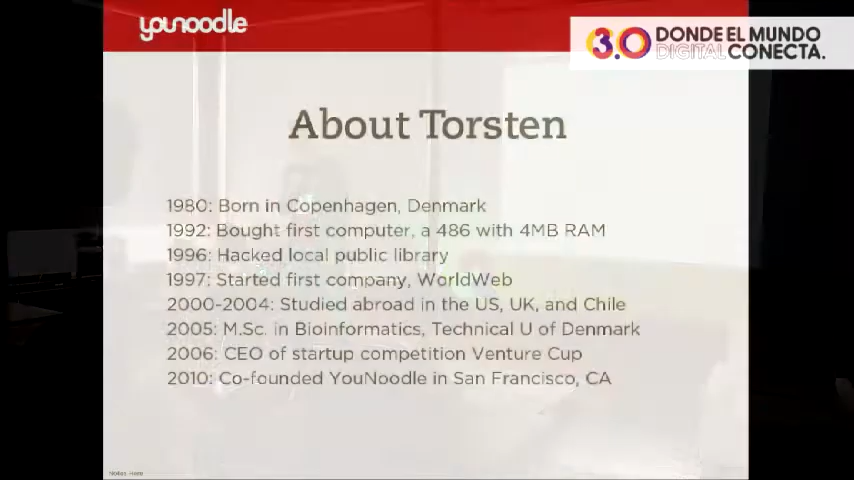 younoodle
3.0 DONDE EL MUNDO
DIGITAL CONECTA.
About Torsten
1980: Born in Copenhagen, Denmark
1992: Bought first computer, a 486 with 4MB RAM
1996: Hacked local public library
1997: Started first company, WorldWeb
2000-2004: Studied abroad in the US, UK, and Chile
2005: M.Sc. in Bioinformatics, Technical U of Denmark
2006: CEO of startup competition Venture Cup
2010: Co-founded YouNoodle in San Francisco, CA